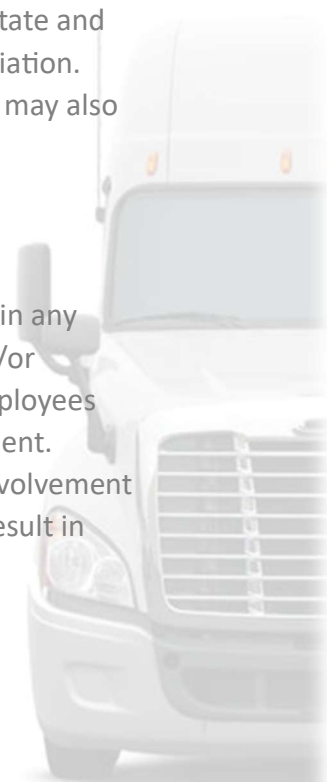 tate and
iation.
may also
in any
/or
ployees
ent.
volvement
esult in